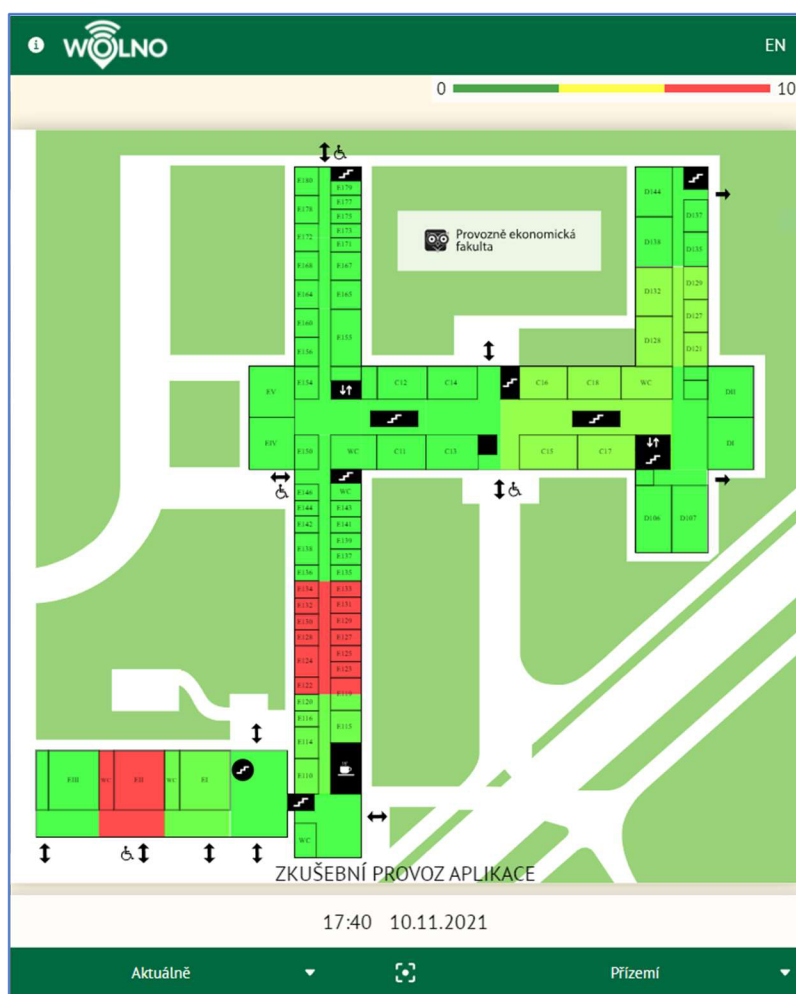 WOLNO
EN
0
10
E180
E179
D144
E178
E177
E175
D137
E172
E173
E171
Provozně ekonomická
fakulta
D138
D135
E168
E167
E164
E165
D132
D129
E160
E155
D128
D127
E156
D121
EV
E154
C12
C14
C16
C18
WC
DII
EIV
E150
WC
C11
C13
C15
C17
DI
E146
WC
E144
E143
E142
E141
D106
D107
E138
E139
E137
E136
E135
E134
E133
E132
E131
E130
E129
E128
E127
E124
E125
E123
E122
E119
E120
E116
E115
E114
EIII
WC
EII
WC
EI
E110
WC
ZKUŠEBNÍ PROVOZ APLIKACE
17:40 10.11.2021
Aktuálně
Přízemí